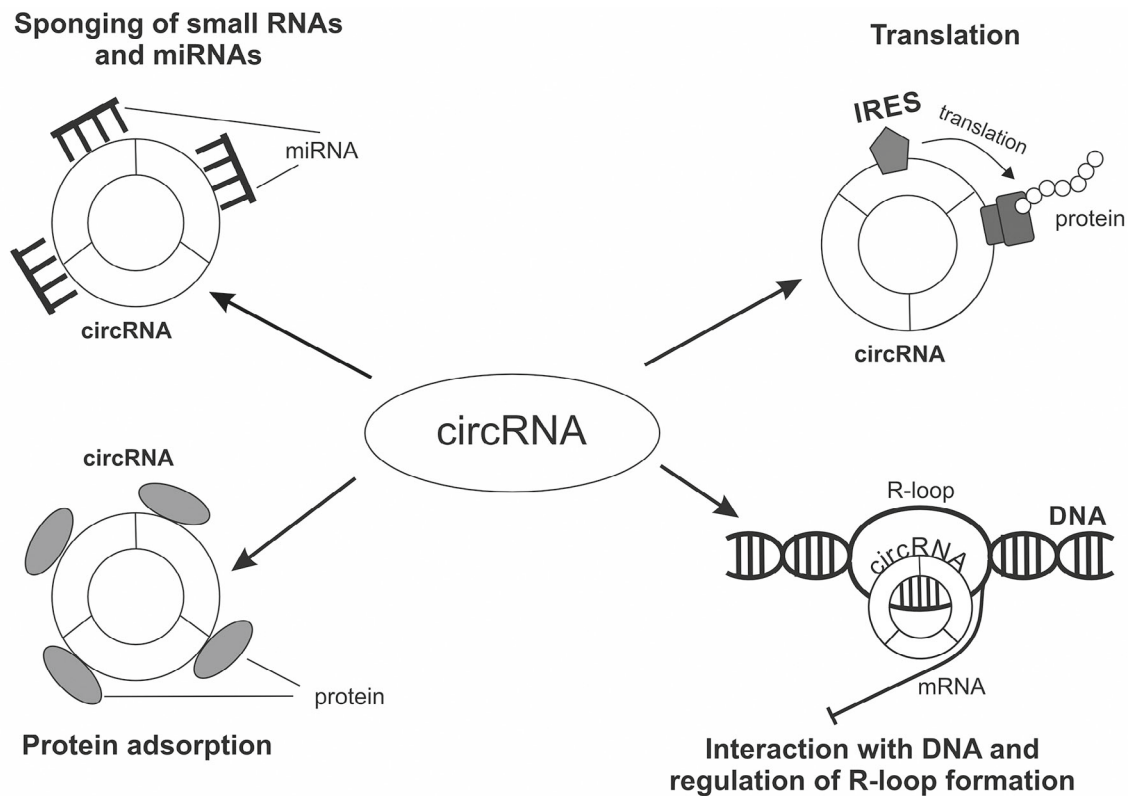 Sponging of small RNAs
and miRNAs
miRNA
circRNA
Translation
IRES
translation
protein
circRNA
circRNA
circRNA
protein
Protein adsorption
R-loop
DNA
circRNA
mRNA
Interaction with DNA and
regulation of R-loop formation